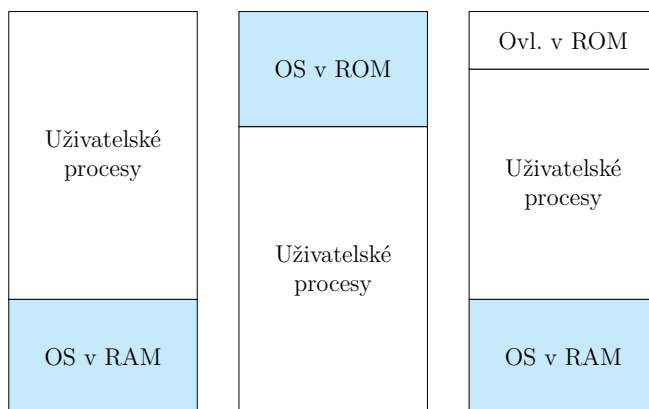 Uživatelské
procesy
OS v RAM
OS v ROM
Uživatelské
procesy
Ovl. v ROM
Uživatelské
procesy
OS v RAM